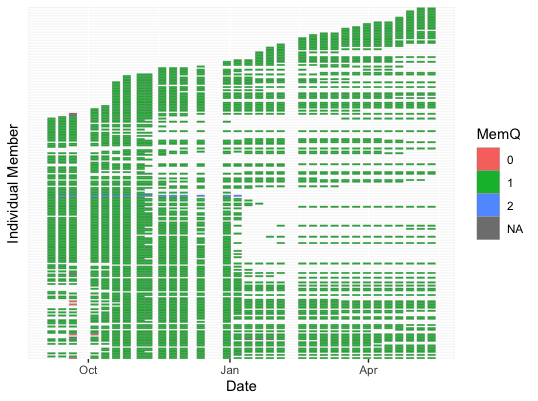 Individual Member
Oct
Jan
Apr
Date
MemQ
0
1
2
NA